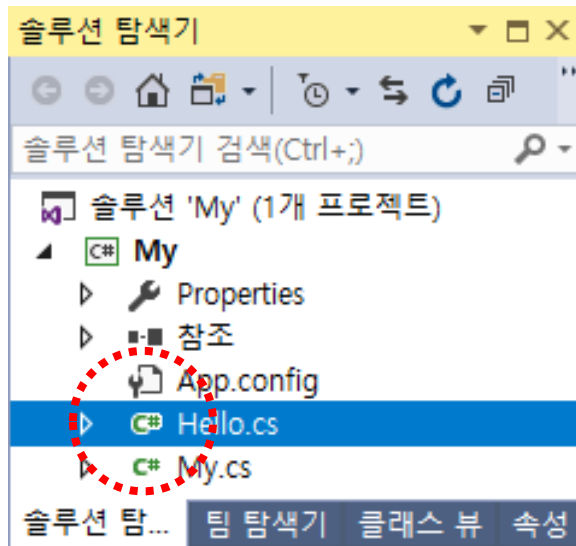 솔루션 탐색기
솔루션 탐색기 검색(Ctrl+;)
솔루션 'My' (1개 프로젝트)
C# My
Properties
참조
App.config
C# Hello.cs
C# My.cs
솔루션 탐... 팀 탐색기 클래스 뷰 속성